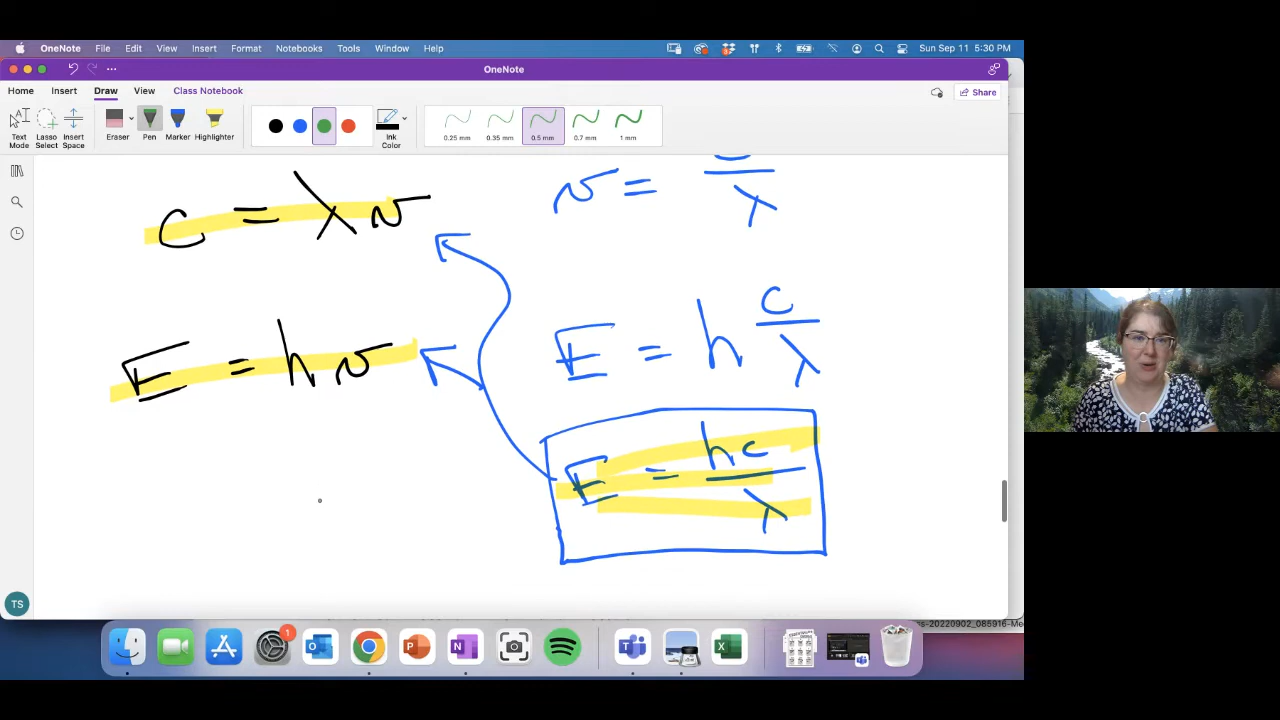 OneNote File Edit View Insert Format Notebooks Tools Window Help Sun Sep 11 5:30 PM
OneNote
Home Insert Draw View Class Notebook Share
Text Mode Lasso Select Insert Space Eraser Pen Marker Highlighter Ink Color 0.25 mm 0.35 mm 0.5 mm 0.7 mm 1 mm
c = λν
ν = c/λ
E = hν
E = h c/λ
E = hc/λ
TS
3
1